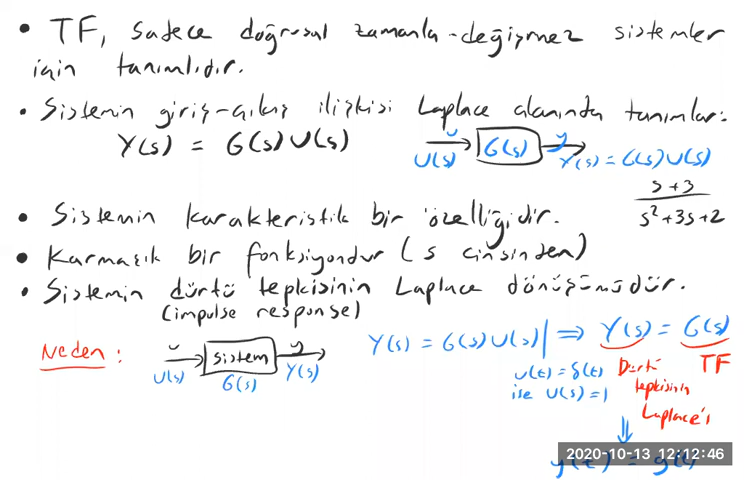 • TF, sadece doğrusal zamanla-değişmez sistemler
için tanımlıdır.
• Sistemin giriş-çıkış ilişkisi Laplace alanında tanımlar:
Y(s) = G(s)U(s)
u
U(s)
G(s)
y
Y(s) = G(s)U(s)
s+3
s²+3s+2
• Sistemin karakteristik bir özelliğidir.
• Karmaşık bir fonksiyondur (s cinsinden)
• Sistemin dürtü tepkisinin Laplace dönüşümüdür.
(impulse response)
Neden:
u
U(s)
sistem
G(s)
y
Y(s)
Y(s) = G(s)U(s)| ⇒ Y(s) = G(s)
u(t) = δ(t)
ise U(s)=1
Dürtü
tepkisinin
Laplace'ı
TF
⇓
2020-10-13 12:12:46
y(t) = g(t)